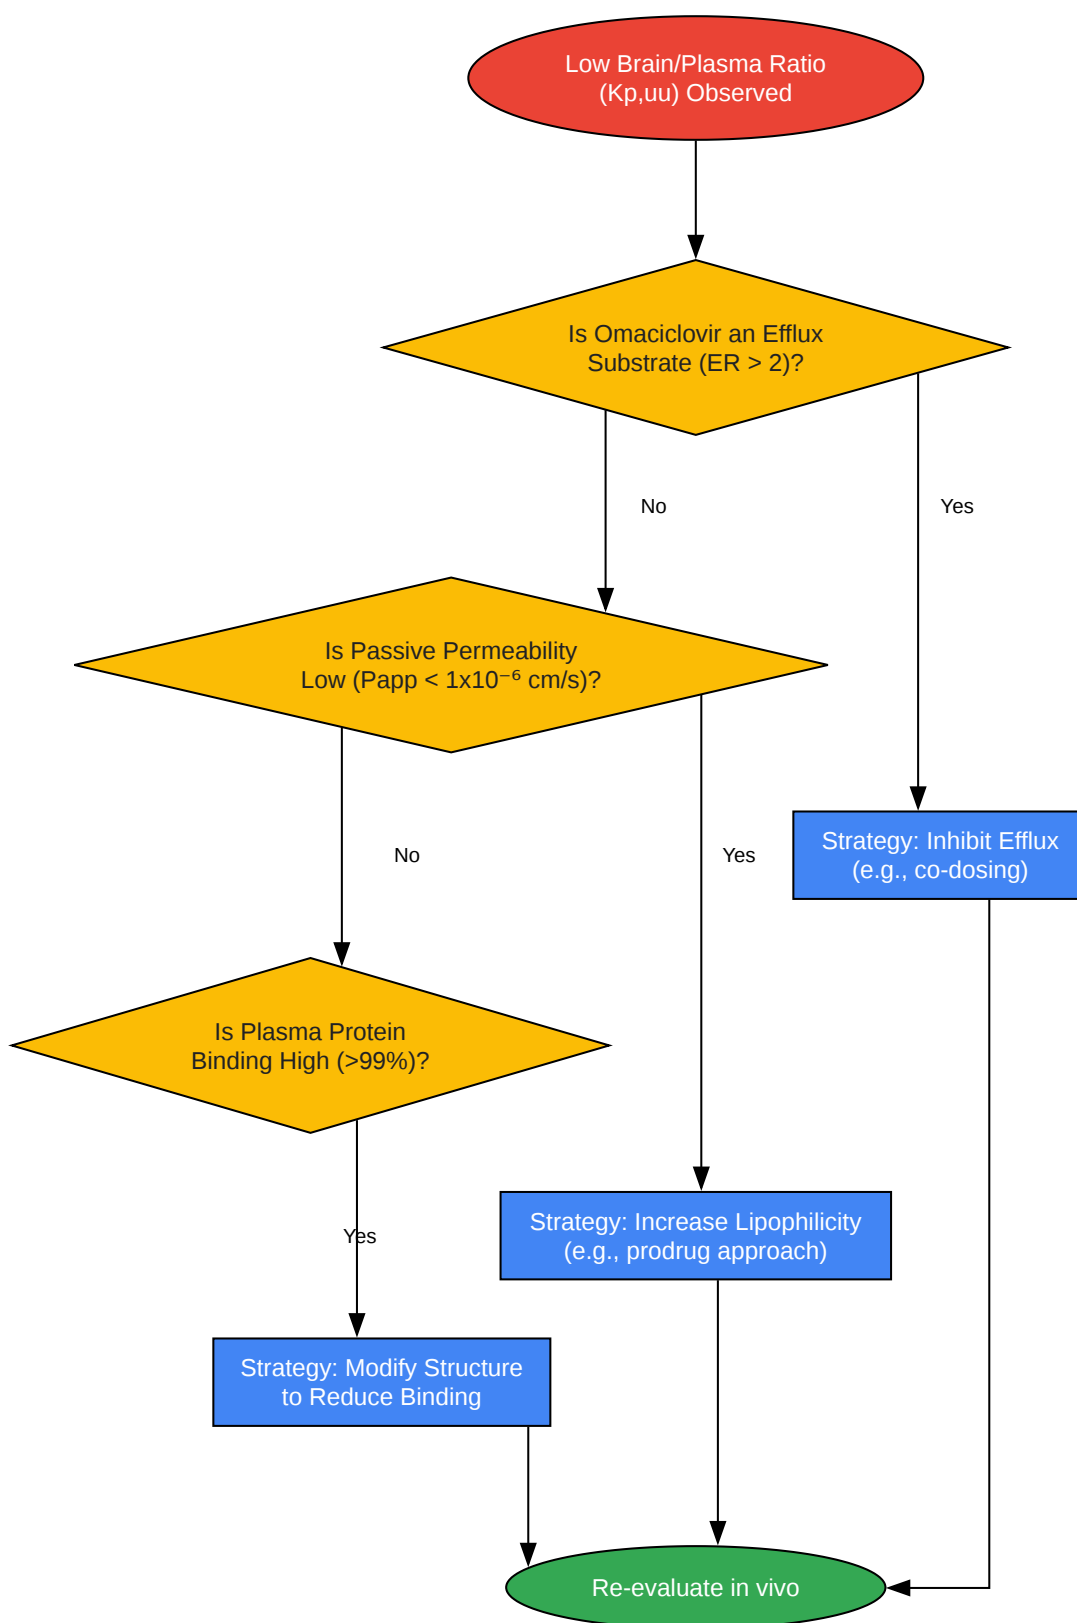 Low Brain/Plasma Ratio
(Kp,uu) Observed
Is Omaciclovir an Efflux
Substrate (ER > 2)?
No
Yes
Is Passive Permeability
Low (Papp < 1x10⁻⁶ cm/s)?
Strategy: Inhibit Efflux
(e.g., co-dosing)
No
Yes
Is Plasma Protein
Binding High (>99%)?
Strategy: Increase Lipophilicity
(e.g., prodrug approach)
Yes
Strategy: Modify Structure
to Reduce Binding
Re-evaluate in vivo